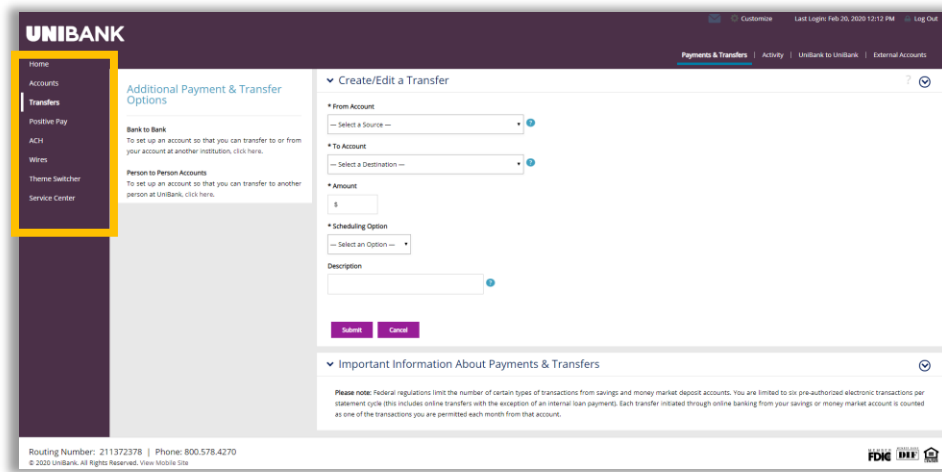 UNIBANK
Customize
Last Login: Feb 20, 2020 12:12 PM
Log Out
Payments & Transfers | Activity | UniBank to UniBank | External Accounts
Home
Accounts
Transfers
Positive Pay
ACH
Wires
Theme Switcher
Service Center
Additional Payment & Transfer
Options
Bank to Bank
To set up an account so that you can transfer to or from
your account at another institution, click here.
Person to Person Accounts
To set up an account so that you can transfer to another
person at UniBank, click here.
Create/Edit a Transfer
?
* From Account
— Select a Source —
?
* To Account
— Select a Destination —
?
* Amount
$
* Scheduling Option
— Select an Option —
Description
?
Submit
Cancel
Important Information About Payments & Transfers
Please note: Federal regulations limit the number of certain types of transactions from savings and money market deposit accounts. You are limited to six pre-authorized electronic transactions per
statement cycle (this includes online transfers with the exception of an internal loan payment). Each transfer initiated through online banking from your savings or money market account is counted
as one of the transactions you are permitted each month from that account.
Routing Number: 211372378 | Phone: 800.578.4270
© 2020 UniBank. All Rights Reserved. View Mobile Site
FDIC
DIF